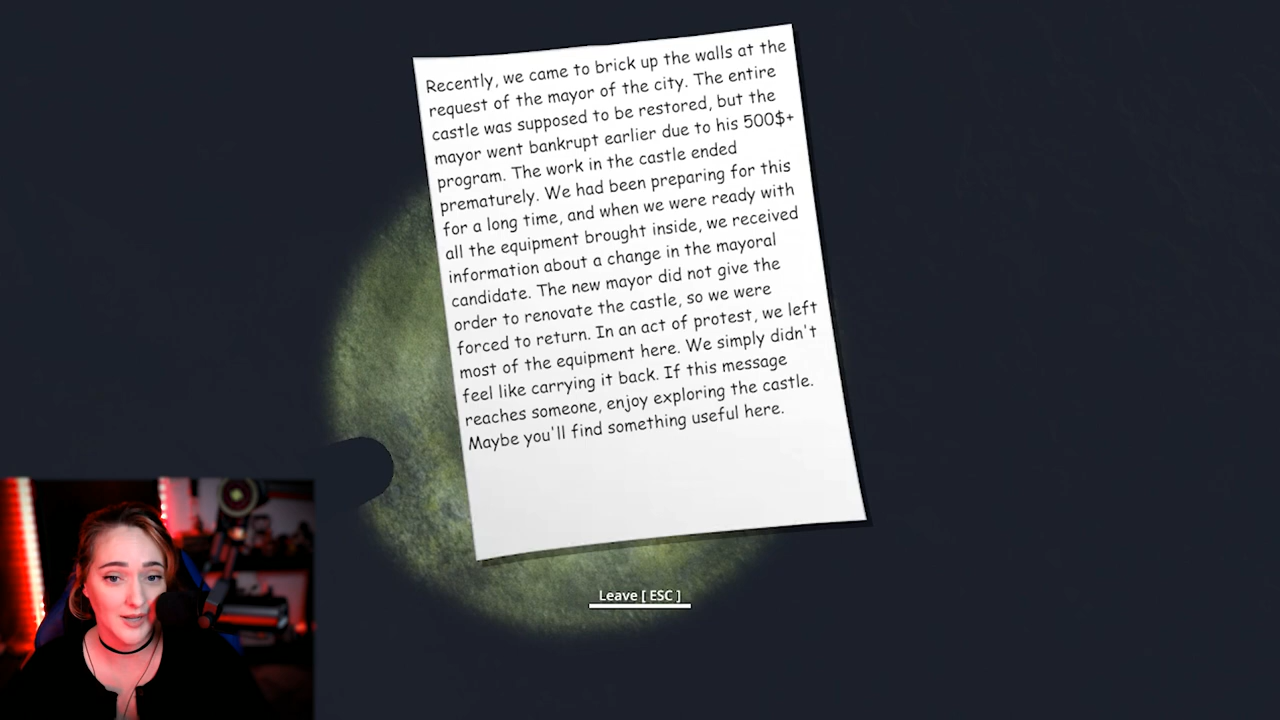 Recently, we came to brick up the walls at the
request of the mayor of the city. The entire
castle was supposed to be restored, but the
mayor went bankrupt earlier due to his 500$+
program. The work in the castle ended
prematurely. We had been preparing for this
for a long time, and when we were ready with
all the equipment brought inside, we received
information about a change in the mayoral
candidate. The new mayor did not give the
order to renovate the castle, so we were
forced to return. In an act of protest, we left
most of the equipment here. We simply didn't
feel like carrying it back. If this message
reaches someone, enjoy exploring the castle.
Maybe you'll find something useful here.
Leave [ ESC ]